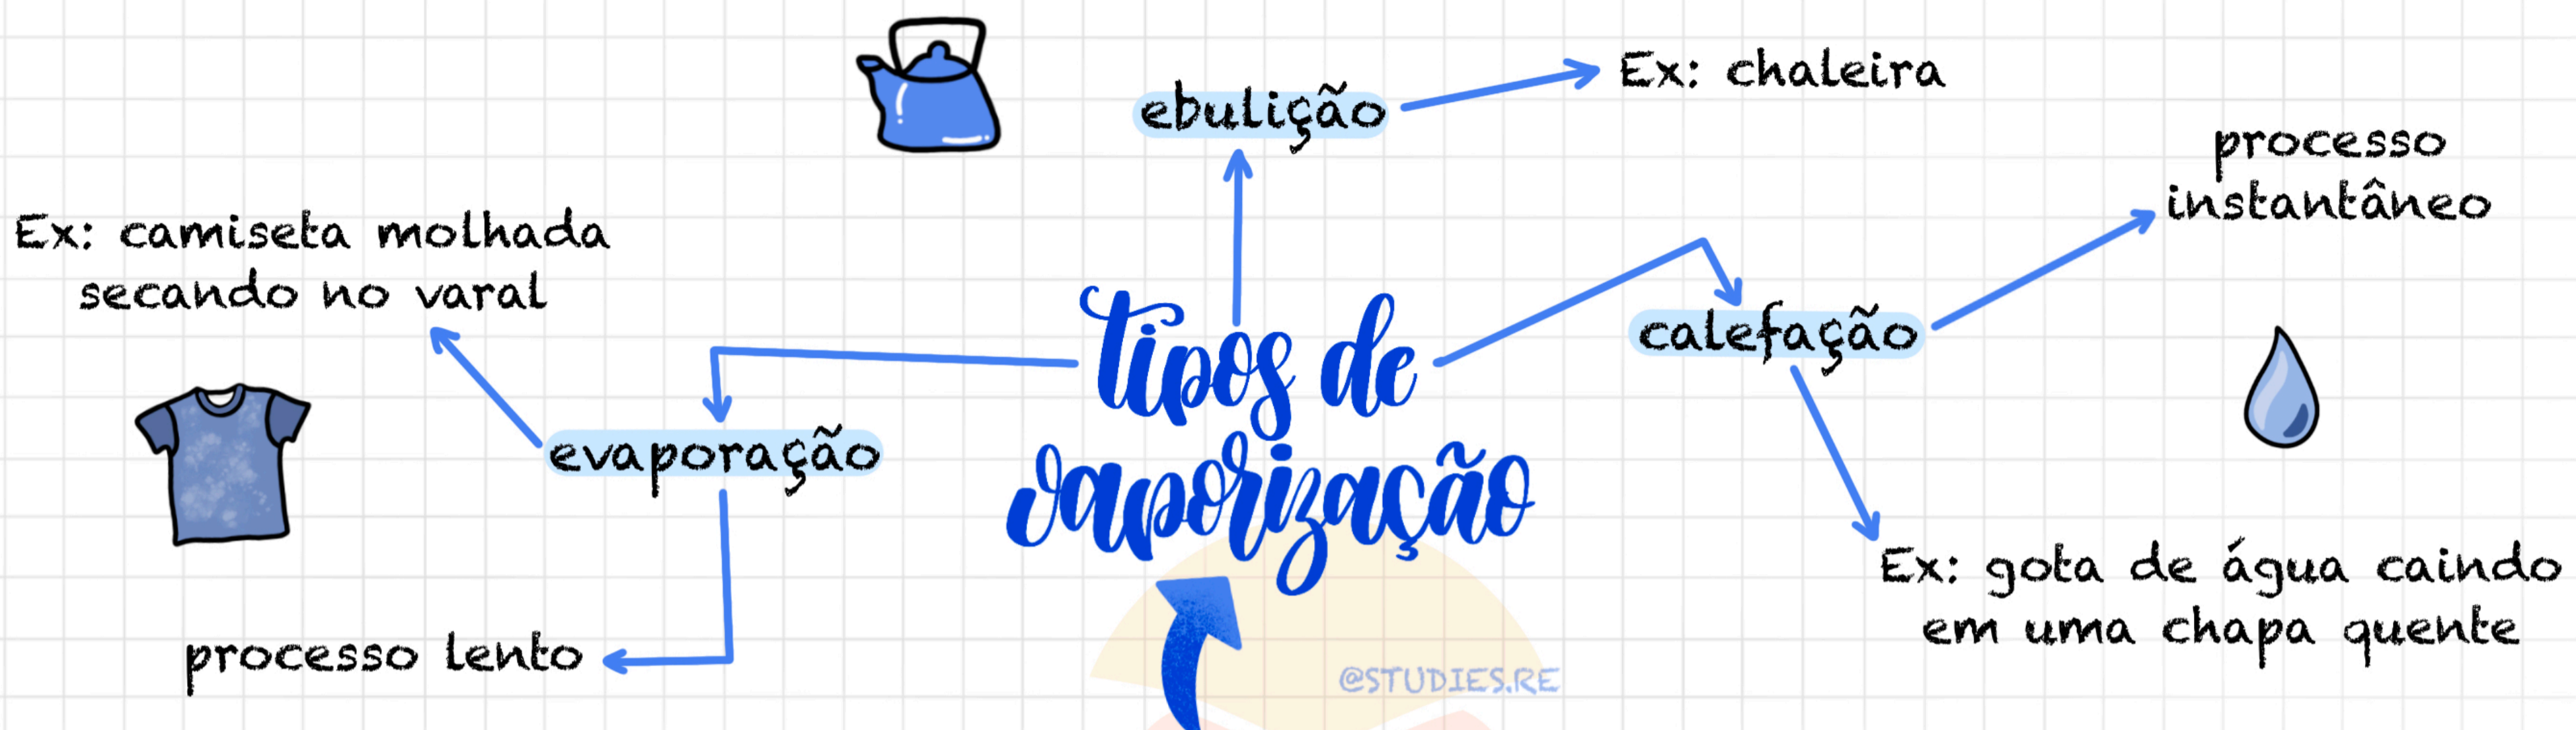 ebulição
Ex: chaleira
processo
instantâneo
Ex: camiseta molhada
secando no varal
calefação
tipos de
vaporização
evaporação
Ex: gota de água caindo
em uma chapa quente
processo lento
@STUDIES.RE